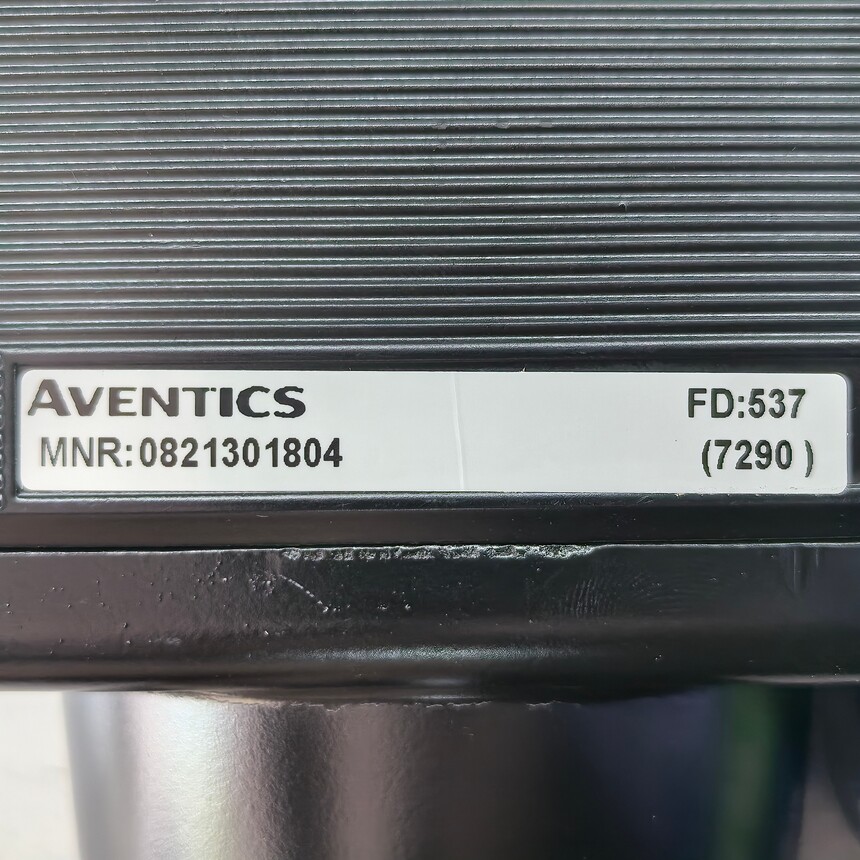 AVENTICS FD:537
MNR:0821301804 (7290 )